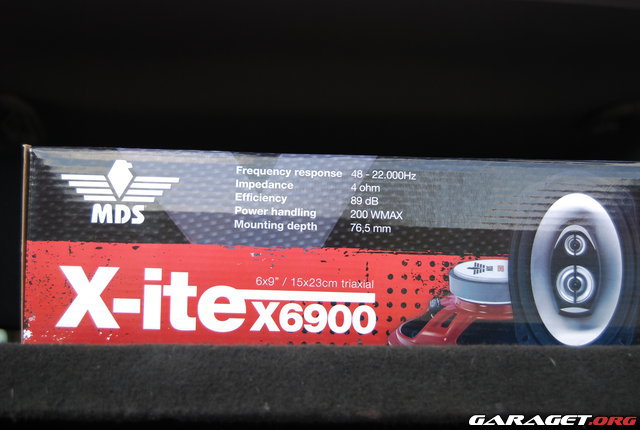 MDS
Frequency response 48 - 22.000Hz
Impedance 4 ohm
Efficiency 89 dB
Power handling 200 WMAX
Mounting depth 76,5 mm
6x9" / 15x23cm triaxial
X-ite X6900
GARAGET.ORG